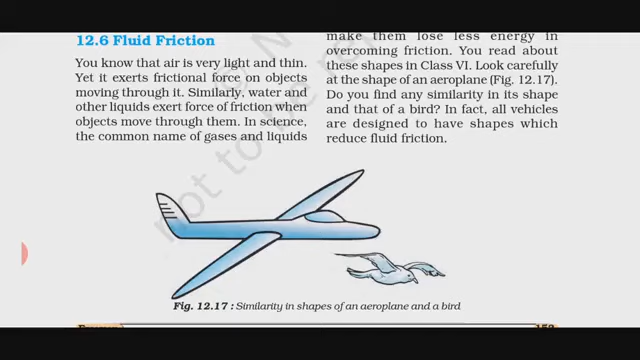 12.6 Fluid Friction
You know that air is very light and thin.
Yet it exerts frictional force on objects
moving through it. Similarly, water and
other liquids exert force of friction when
objects move through them. In science,
the common name of gases and liquids
make them lose less energy in
overcoming friction. You read about
these shapes in Class VI. Look carefully
at the shape of an aeroplane (Fig. 12.17).
Do you find any similarity in its shape
and that of a bird? In fact, all vehicles
are designed to have shapes which
reduce fluid friction.
Fig. 12.17 : Similarity in shapes of an aeroplane and a bird